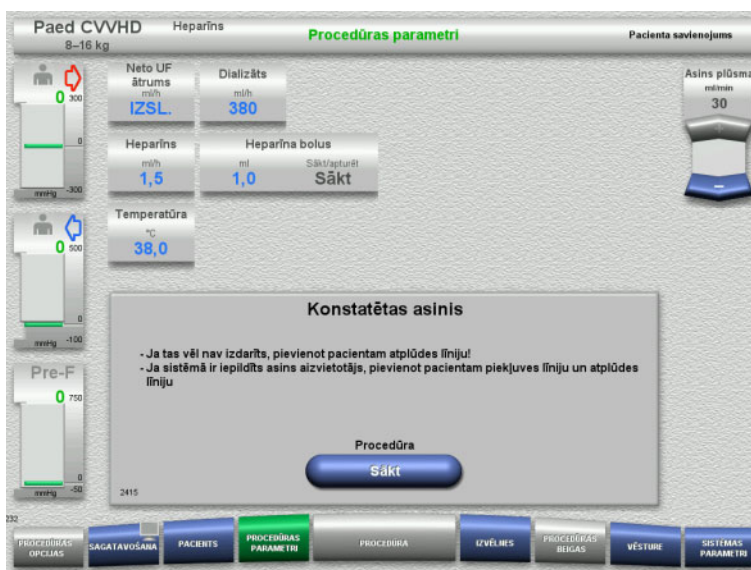 Paed CVVHD
Heparīns
8–16 kg
Procedūras parametri
Pacienta savienojums
0
300
0
mmHg
-300
0
500
0
mmHg
-100
Pre-F
0
750
0
mmHg
-50
Neto UF
ātrums
ml/h
IZSL.
Dializāts
ml/h
380
Heparīns
ml/h
1,5
Heparīna bolus
ml
Sākt/apturēt
1,0
Sākt
Temperatūra
°C
38,0
Asins plūsma
ml/min
30
+
–
Konstatētas asinis
- Ja tas vēl nav izdarīts, pievienot pacientam atplūdes līniju!
- Ja sistēmā ir iepildīts asins aizvietotājs, pievienot pacientam piekļuves līniju un atplūdes
līniju
Procedūra
Sākt
2415
232
PROCEDŪRAS
OPCIJAS
SAGATAVOŠANA
PACIENTS
PROCEDŪRAS
PARAMETRI
PROCEDŪRA
IZVĒLNES
PROCEDŪRAS
BEIGAS
VĒSTURE
SISTĒMAS
PARAMETRI